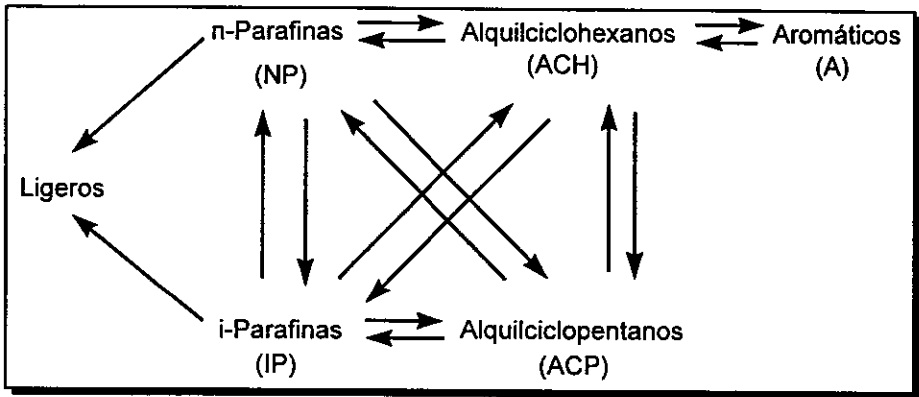 n-Parafinas
(NP)
Alquilciclohexanos
(ACH)
Aromáticos
(A)
Ligeros
i-Parafinas
(IP)
Alquilciclopentanos
(ACP)